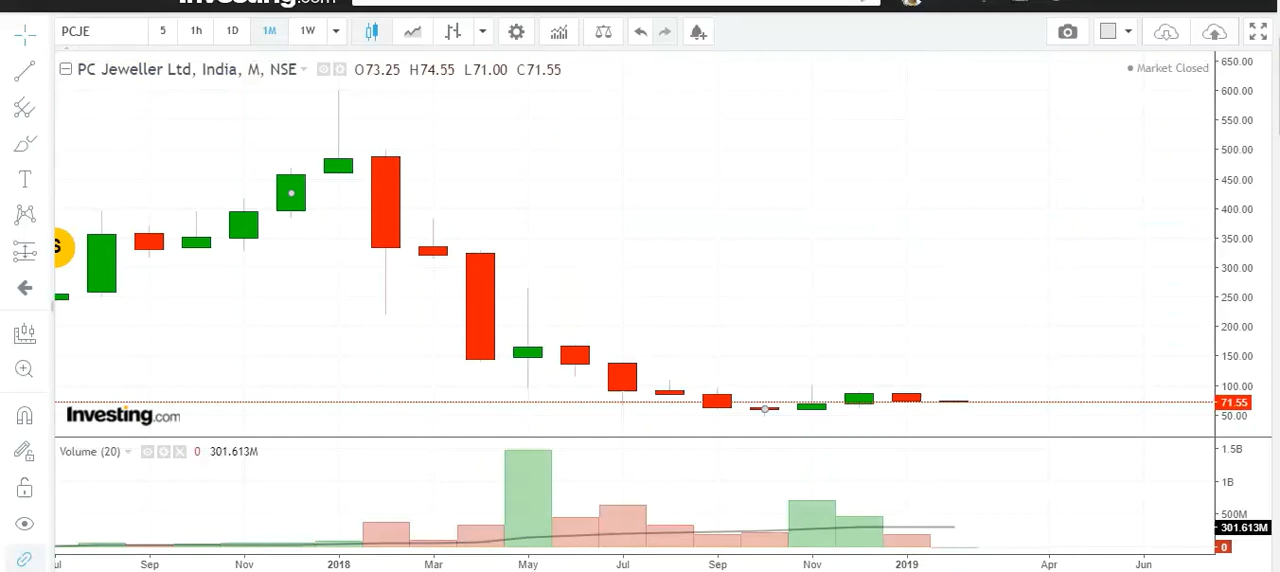 Investing.com
PCJE 5 1h 1D 1M 1W
PC Jeweller Ltd, India, M, NSE O73.25 H74.55 L71.00 C71.55
Market Closed
650.00
600.00
550.00
500.00
450.00
400.00
350.00
300.00
250.00
200.00
150.00
100.00
71.55
50.00
Investing.com
Volume (20) 0 301.613M
1.5B
1B
500M
301.613M
0
Sep Nov 2018 Mar May Jul Sep Nov 2019 Apr Jun